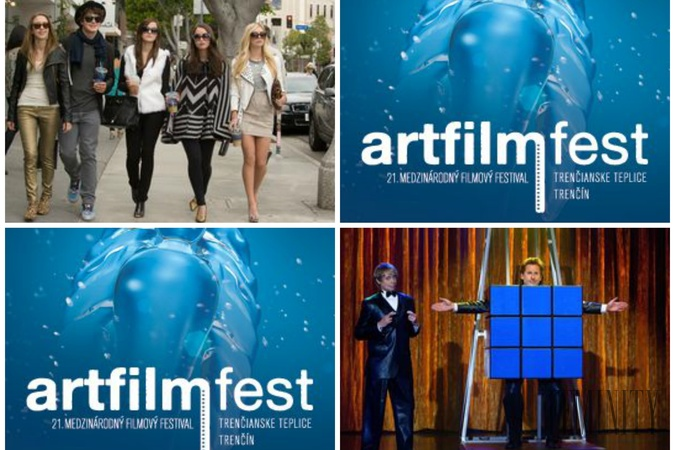 artfilmfest
21. MEDZINÁRODNÝ FILMOVÝ FESTIVAL
TRENČIANSKE TEPLICE
TRENČÍN
artfilmfest
21. MEDZINÁRODNÝ FILMOVÝ FESTIVAL
TRENČIANSKE TEPLICE
TRENČÍN